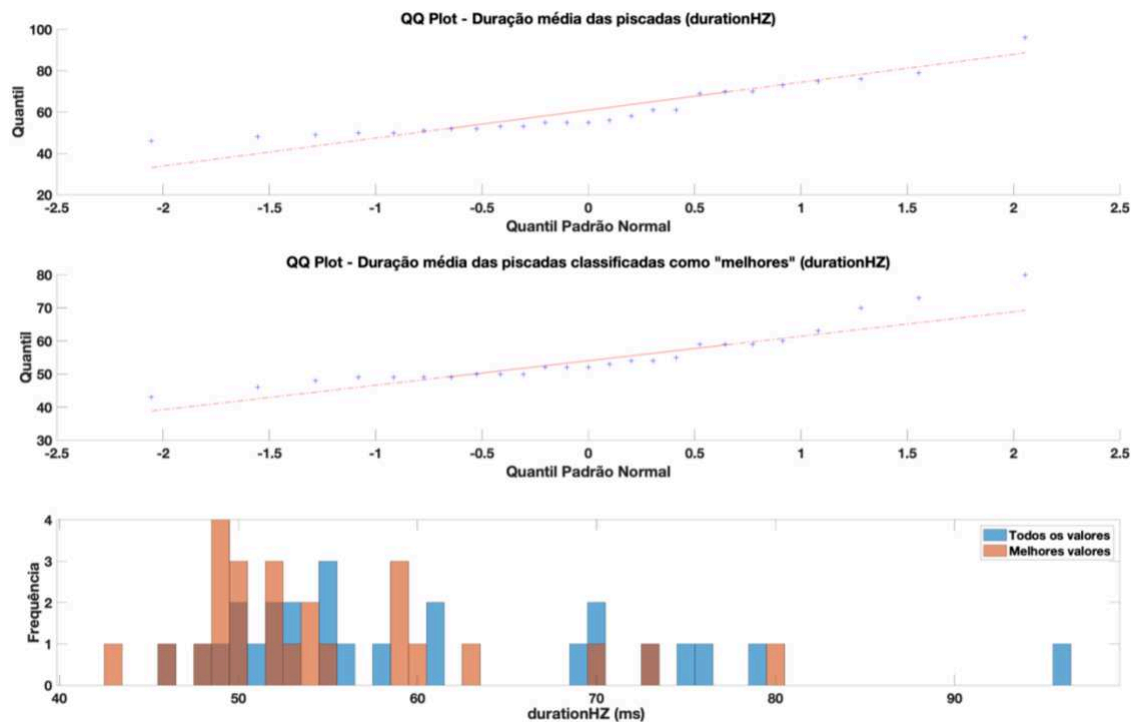 QQ Plot - Duração média das piscadas (durationHZ)
100
80
60
40
20
Quantil
-2.5 -2 -1.5 -1 -0.5 0 0.5 1 1.5 2 2.5
Quantil Padrão Normal
QQ Plot - Duração média das piscadas classificadas como "melhores" (durationHZ)
80
70
60
50
40
30
Quantil
-2.5 -2 -1.5 -1 -0.5 0 0.5 1 1.5 2 2.5
Quantil Padrão Normal
4
3
2
1
0
Frequência
Todos os valores
Melhores valores
40 50 60 70 80 90
durationHZ (ms)